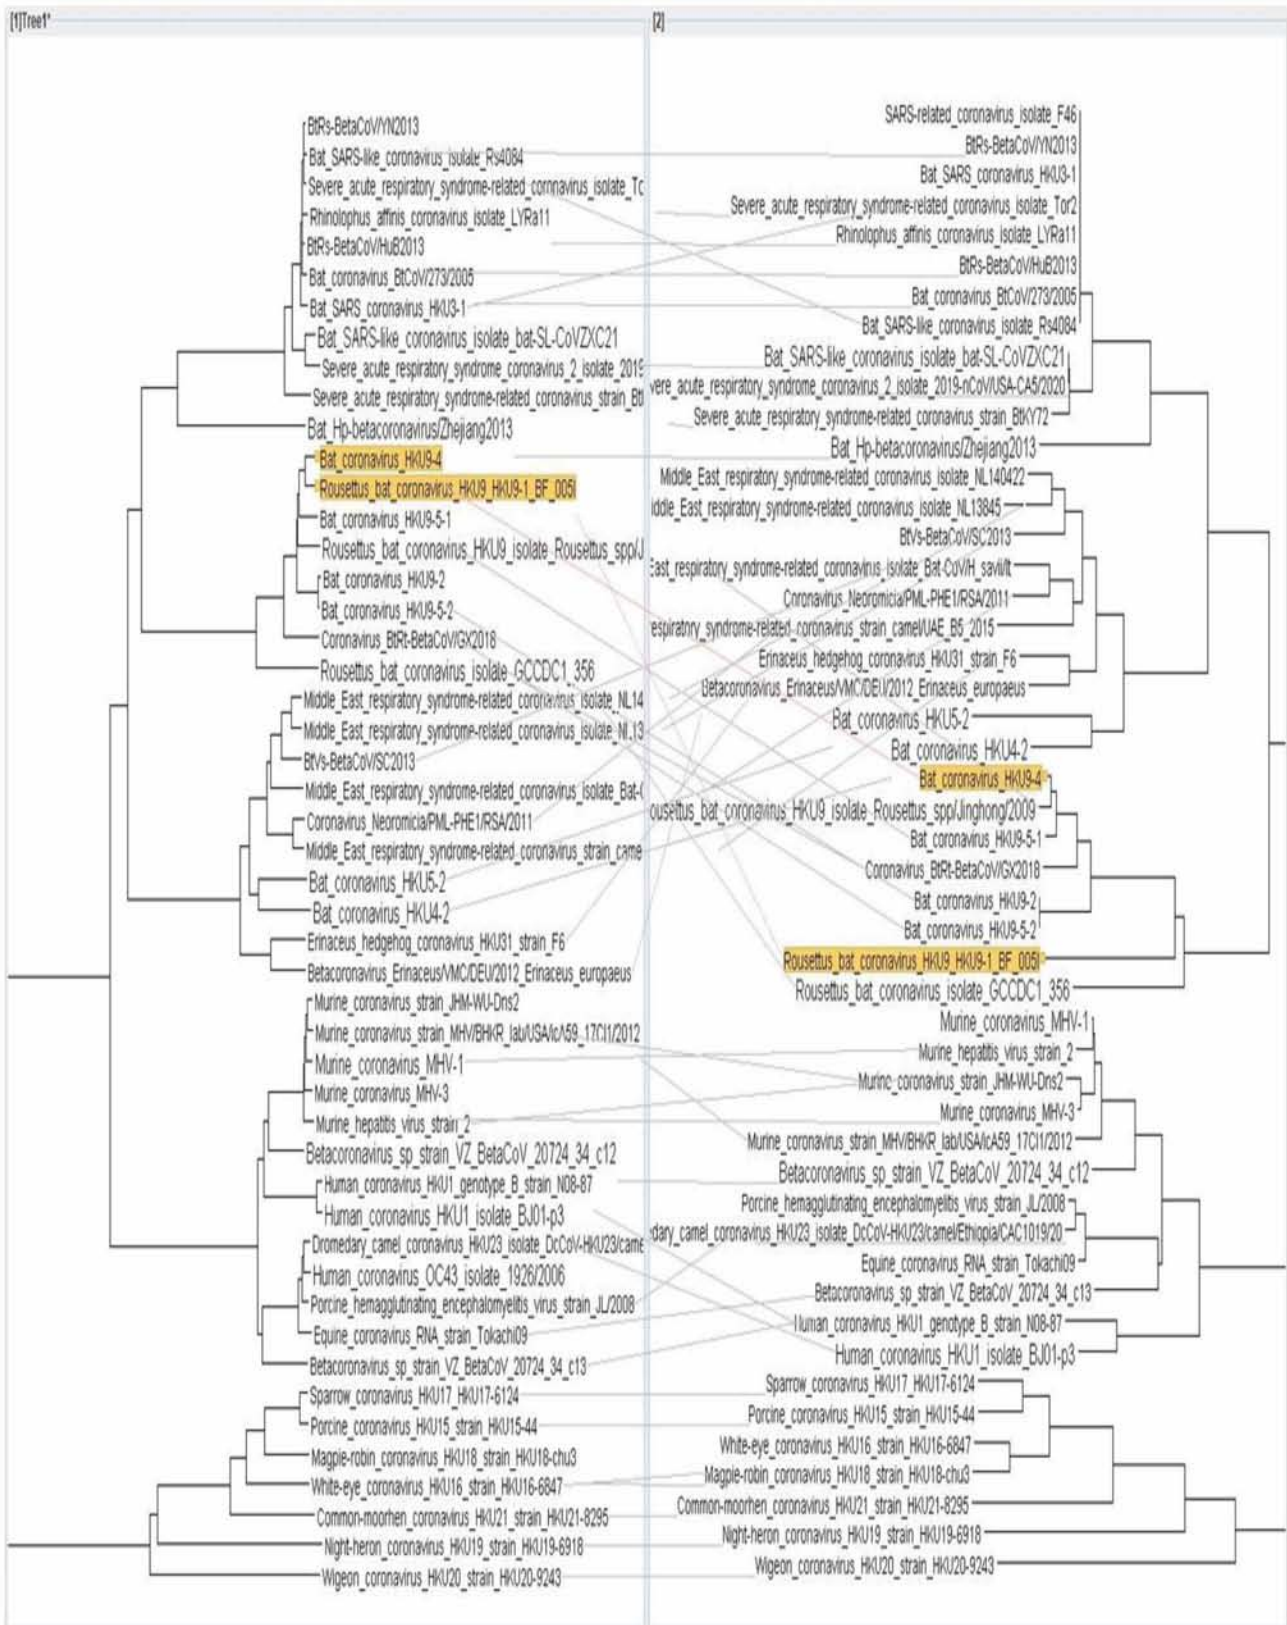 [1]Tree1*
BtRs-BetaCoV/YN2013
Bat_SARS-like_coronavirus_isolate_Rs4084
Severe_acute_respiratory_syndrome-related_coronavirus_isolate_Tc
Rhinolophus_affinis_coronavirus_isolate_LYRa11
BtRs-BetaCoV/HuB2013
Bat_coronavirus_BtCoV/273/2005
Bat_SARS_coronavirus_HKU3-1
Bat_SARS-like_coronavirus_isolate_bat-SL-CoVZXC21
Severe_acute_respiratory_syndrome_coronavirus_2_isolate_2019
Severe_acute_respiratory_syndrome-related_coronavirus_strain_Bt
Bat_Hp-betacoronavirus/Zhejiang2013
Bat_coronavirus_HKU9-4
Rousettus_bat_coronavirus_HKU9_HKU9-1_BF_005I
Bat_coronavirus_HKU9-5-1
Rousettus_bat_coronavirus_HKU9_isolate_Rousettus_spp/J
Bat_coronavirus_HKU9-2
Bat_coronavirus_HKU9-5-2
Coronavirus_BtRt-BetaCoV/GX2018
Rousettus_bat_coronavirus_isolate_GCCDC1_356
Middle_East_respiratory_syndrome-related_coronavirus_isolate_NL14
Middle_East_respiratory_syndrome-related_coronavirus_isolate_NL13
BtVs-BetaCoV/SC2013
Middle_East_respiratory_syndrome-related_coronavirus_isolate_Bat-C
Coronavirus_Neoromicia/PML-PHE1/RSA/2011
Middle_East_respiratory_syndrome-related_coronavirus_strain_came
Bat_coronavirus_HKU5-2
Bat_coronavirus_HKU4-2
Erinaceus_hedgehog_coronavirus_HKU31_strain_F6
Betacoronavirus_Erinaceus/VMC/DEU/2012_Erinaceus_europaeus
Murine_coronavirus_strain_JHM-WU-Dns2
Murine_coronavirus_strain_MHV/BHKR_lab/USA/icA59_17Cl1/2012
Murine_coronavirus_MHV-1
Murine_coronavirus_MHV-3
Murine_hepatitis_virus_strain_2
Betacoronavirus_sp_strain_VZ_BetaCoV_20724_34_c12
Human_coronavirus_HKU1_genotype_B_strain_N08-87
Human_coronavirus_HKU1_isolate_BJ01-p3
Dromedary_camel_coronavirus_HKU23_isolate_DcCoV-HKU23/came
Human_coronavirus_OC43_isolate_1926/2006
Porcine_hemagglutinating_encephalomyelitis_virus_strain_JL/2008
Equine_coronavirus_RNA_strain_Tokachi09
Betacoronavirus_sp_strain_VZ_BetaCoV_20724_34_c13
Sparrow_coronavirus_HKU17_HKU17-6124
Porcine_coronavirus_HKU15_strain_HKU15-44
Magpie-robin_coronavirus_HKU18_strain_HKU18-chu3
White-eye_coronavirus_HKU16_strain_HKU16-6847
Common-moorhen_coronavirus_HKU21_strain_HKU21-8295
Night-heron_coronavirus_HKU19_strain_HKU19-6918
Wigeon_coronavirus_HKU20_strain_HKU20-9243
[2]
SARS-related_coronavirus_isolate_F46
BtRs-BetaCoV/YN2013
Bat_SARS_coronavirus_HKU3-1
Severe_acute_respiratory_syndrome-related_coronavirus_isolate_Tor2
Rhinolophus_affinis_coronavirus_isolate_LYRa11
BtRs-BetaCoV/HuB2013
Bat_coronavirus_BtCoV/273/2005
Bat_SARS-like_coronavirus_isolate_Rs4084
Bat_SARS-like_coronavirus_isolate_bat-SL-CoVZXC21
vere_acute_respiratory_syndrome_coronavirus_2_isolate_2019-nCoV/USA-CA5/2020
Severe_acute_respiratory_syndrome-related_coronavirus_strain_BtKY72
Bat_Hp-betacoronavirus/Zhejiang2013
Middle_East_respiratory_syndrome-related_coronavirus_isolate_NL140422
iddle_East_respiratory_syndrome-related_coronavirus_isolate_NL13845
BtVs-BetaCoV/SC2013
East_respiratory_syndrome-related_coronavirus_isolate_Bat-CoV/H_savii/It
Coronavirus_Neoromicia/PML-PHE1/RSA/2011
espiratory_syndrome-related_coronavirus_strain_camel/UAE_B5_2015
Erinaceus_hedgehog_coronavirus_HKU31_strain_F6
Betacoronavirus_Erinaceus/VMC/DEU/2012_Erinaceus_europaeus
Bat_coronavirus_HKU5-2
Bat_coronavirus_HKU4-2
Bat_coronavirus_HKU9-4
ousettus_bat_coronavirus_HKU9_isolate_Rousettus_spp/Jinghong/2009
Bat_coronavirus_HKU9-5-1
Coronavirus_BtRt-BetaCoV/GX2018
Bat_coronavirus_HKU9-2
Bat_coronavirus_HKU9-5-2
Rousettus_bat_coronavirus_HKU9_HKU9-1_BF_005I
Rousettus_bat_coronavirus_isolate_GCCDC1_356
Murine_coronavirus_MHV-1
Murine_hepatitis_virus_strain_2
Murine_coronavirus_strain_JHM-WU-Dns2
Murine_coronavirus_MHV-3
Murine_coronavirus_strain_MHV/BHKR_lab/USA/icA59_17Cl1/2012
Betacoronavirus_sp_strain_VZ_BetaCoV_20724_34_c12
Porcine_hemagglutinating_encephalomyelitis_virus_strain_JL/2008
dary_camel_coronavirus_HKU23_isolate_DcCoV-HKU23/camel/Ethiopia/CAC1019/20
Equine_coronavirus_RNA_strain_Tokachi09
Betacoronavirus_sp_strain_VZ_BetaCoV_20724_34_c13
Human_coronavirus_HKU1_genotype_B_strain_N08-87
Human_coronavirus_HKU1_isolate_BJ01-p3
Sparrow_coronavirus_HKU17_HKU17-6124
Porcine_coronavirus_HKU15_strain_HKU15-44
White-eye_coronavirus_HKU16_strain_HKU16-6847
Magpie-robin_coronavirus_HKU18_strain_HKU18-chu3
Common-moorhen_coronavirus_HKU21_strain_HKU21-8295
Night-heron_coronavirus_HKU19_strain_HKU19-6918
Wigeon_coronavirus_HKU20_strain_HKU20-9243